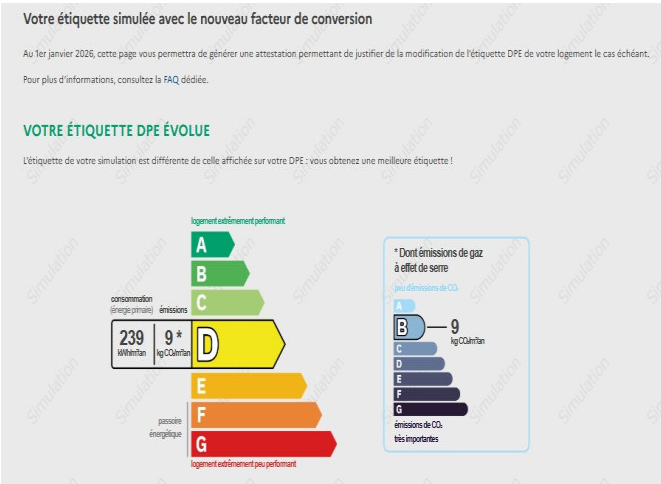 Votre étiquette simulée avec le nouveau facteur de conversion
Au 1er janvier 2026, cette page vous permettra de générer une attestation permettant de justifier de la modification de l'étiquette DPE de votre logement le cas échéant.
Pour plus d'informations, consultez la FAQ dédiée.
VOTRE ÉTIQUETTE DPE ÉVOLUE
L'étiquette de votre simulation est différente de celle affichée sur votre DPE : vous obtenez une meilleure étiquette !
logement extrêmement performant
A
B
consommation
(énergie primaire) émissions
C
239 9 *
kWh/m²/an kg CO₂/m²/an
D
E
passoire
énergétique
F
G
logement extrêmement peu performant
* Dont émissions de gaz
à effet de serre
peu d'émissions de CO₂
A
B 9
kg CO₂/m²/an
C
D
E
F
G
émissions de CO₂
très importantes
Simulation